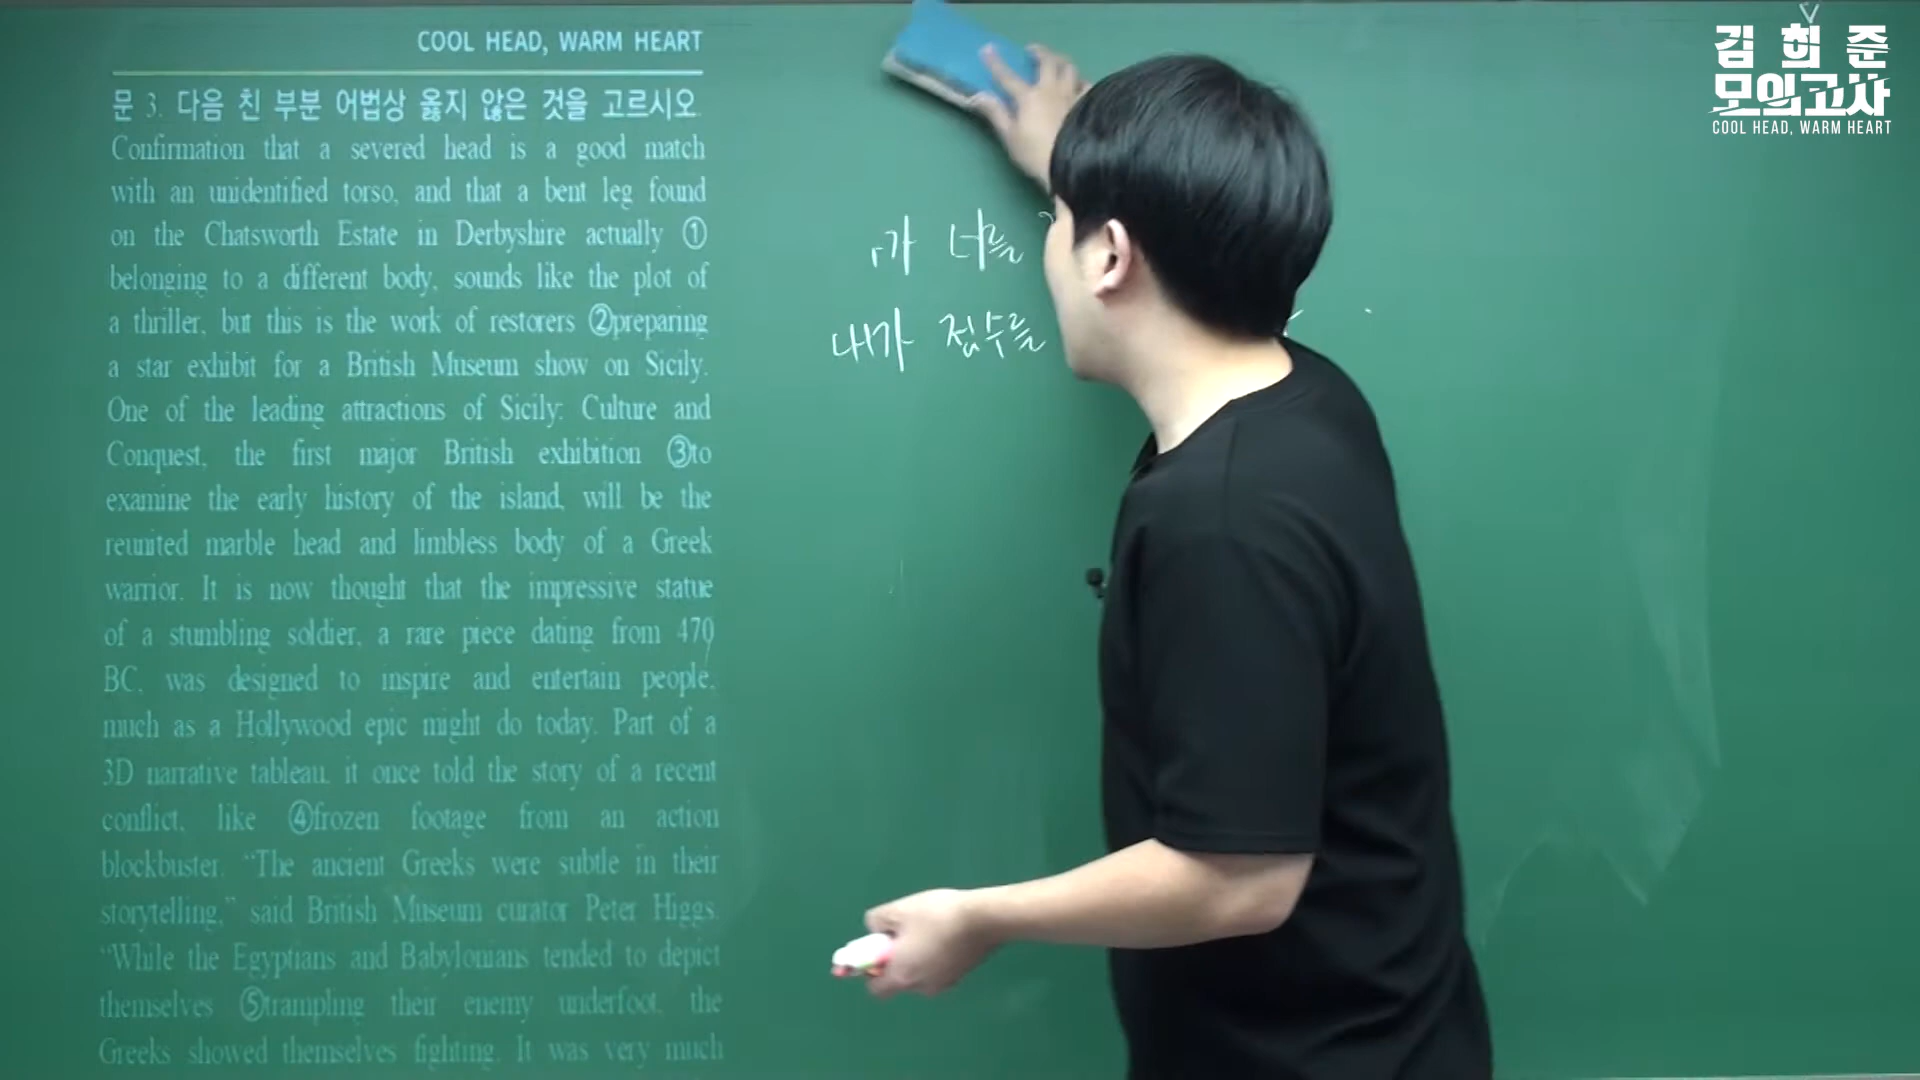 COOL HEAD, WARM HEART
문 3. 다음 친 부분 어법상 옳지 않은 것을 고르시오.
Confirmation that a severed head is a good match
with an unidentified torso, and that a bent leg found
on the Chatsworth Estate in Derbyshire actually ①
belonging to a different body, sounds like the plot of
a thriller, but this is the work of restorers ②preparing
a star exhibit for a British Museum show on Sicily.
One of the leading attractions of Sicily: Culture and
Conquest, the first major British exhibition ③to
examine the early history of the island, will be the
reunited marble head and limbless body of a Greek
warrior. It is now thought that the impressive statue
of a stumbling soldier, a rare piece dating from 470
BC, was designed to inspire and entertain people,
much as a Hollywood epic might do today. Part of a
3D narrative tableau, it once told the story of a recent
conflict, like ④frozen footage from an action
blockbuster. “The ancient Greeks were subtle in their
storytelling,” said British Museum curator Peter Higgs.
“While the Egyptians and Babylonians tended to depict
themselves ⑤trampling their enemy underfoot, the
Greeks showed themselves fighting. It was very much
가 너를
내가 점수를
김희준
모의고사
COOL HEAD, WARM HEART